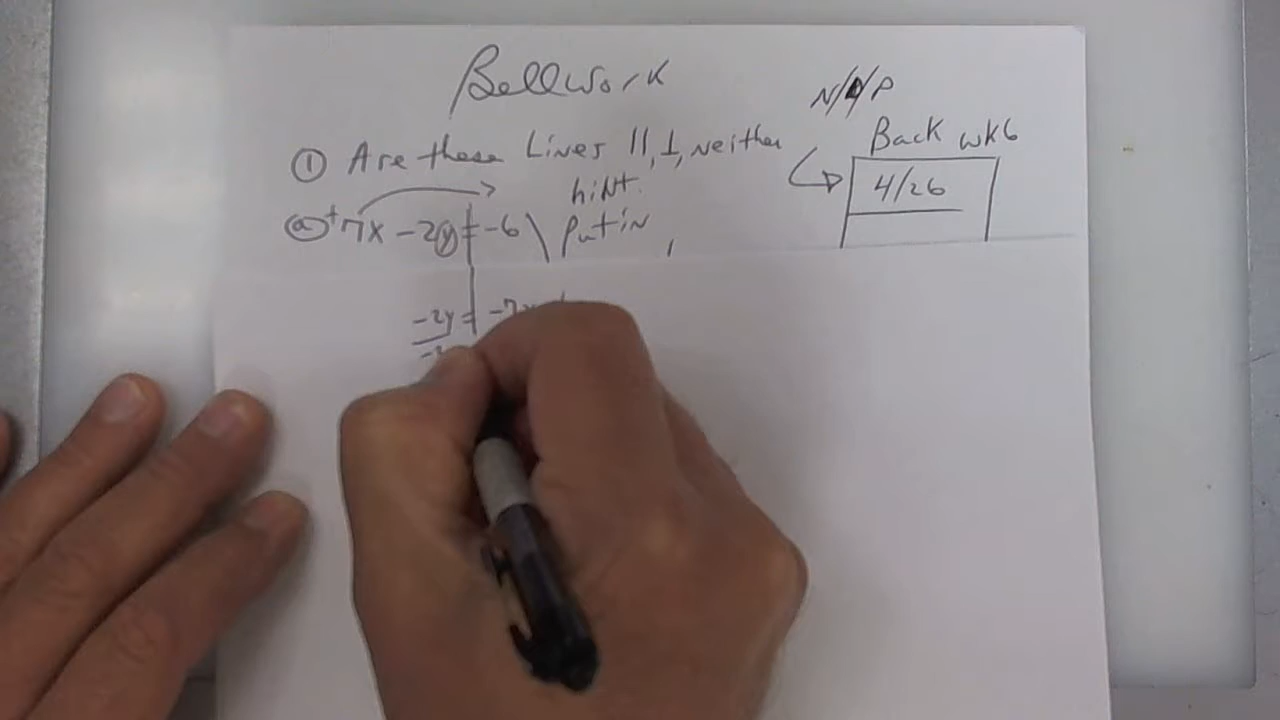 Bellwork
N/A/P
Back wk6
① Are these Lines ||, ⊥, neither
4/26
hint.
ⓐ +7x - 2y = -6 \ Put in
-2y = -7x